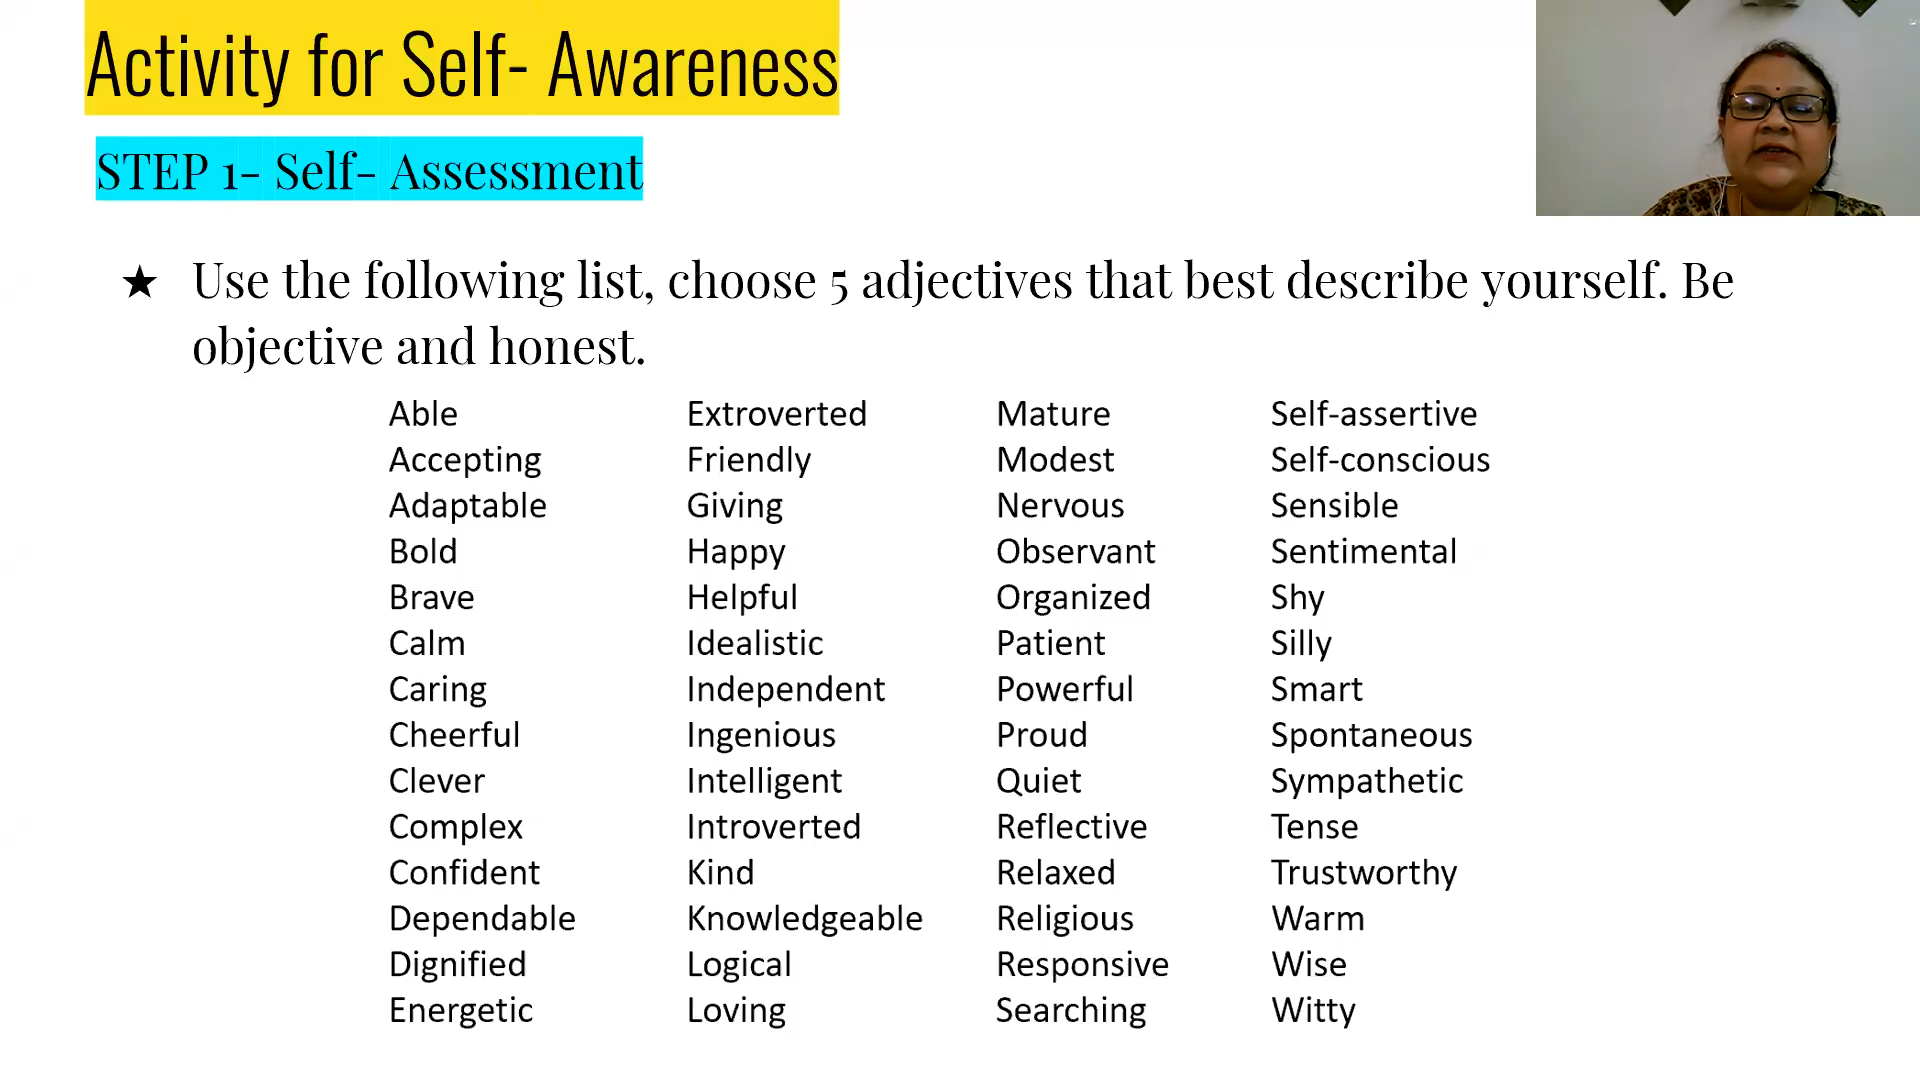 Activity for Self- Awareness
STEP 1- Self- Assessment
★ Use the following list, choose 5 adjectives that best describe yourself. Be
objective and honest.
Able
Accepting
Adaptable
Bold
Brave
Calm
Caring
Cheerful
Clever
Complex
Confident
Dependable
Dignified
Energetic
Extroverted
Friendly
Giving
Happy
Helpful
Idealistic
Independent
Ingenious
Intelligent
Introverted
Kind
Knowledgeable
Logical
Loving
Mature
Modest
Nervous
Observant
Organized
Patient
Powerful
Proud
Quiet
Reflective
Relaxed
Religious
Responsive
Searching
Self-assertive
Self-conscious
Sensible
Sentimental
Shy
Silly
Smart
Spontaneous
Sympathetic
Tense
Trustworthy
Warm
Wise
Witty